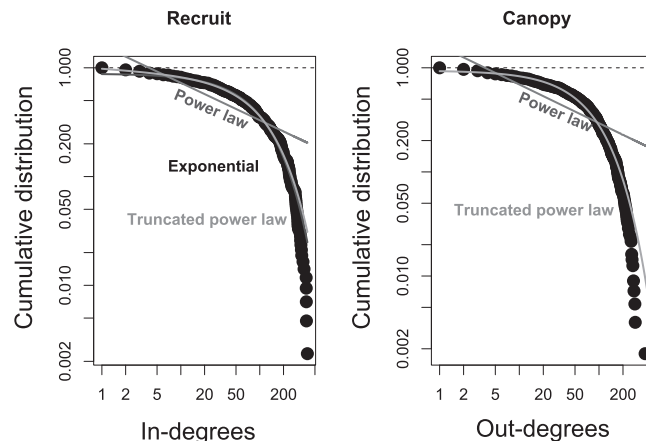 Recruit
Canopy
Cumulative distribution
1.000
0.200
0.050
0.010
0.002
Power law
Exponential
Truncated power law
1 2 5 20 50 200
In-degrees
Cumulative distribution
1.000
0.200
0.050
0.010
0.002
Power law
Truncated power law
1 2 5 20 50 200
Out-degrees